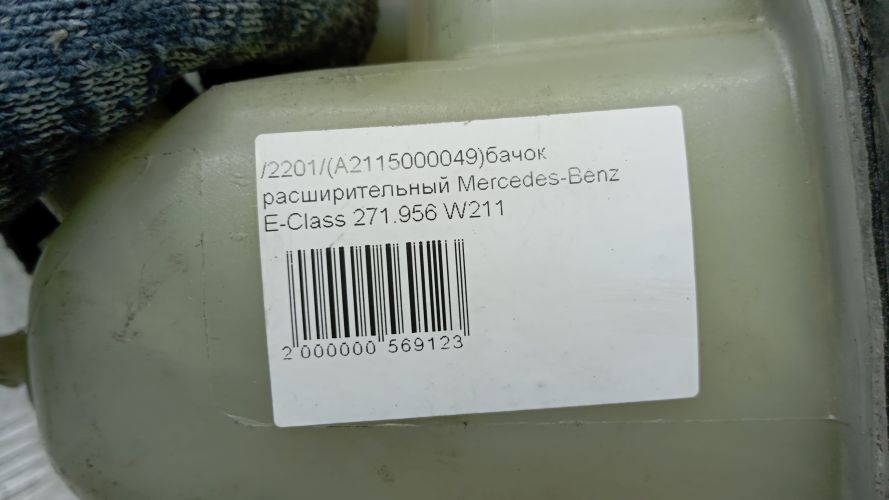 /2201/(A2115000049)бачок
расширительный Mercedes-Benz
E-Class 271.956 W211
2 000000 569123